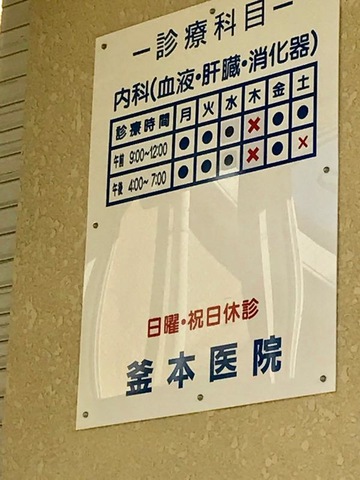 ー診療科目ー
内科(血液・肝臓・消化器)
診療時間 月 火 水 木 金 土
午前 9:00~12:00 ● ● ● × ● ●
午後 4:00~7:00 ● ● ● × ● ×
日曜・祝日休診
釜本医院